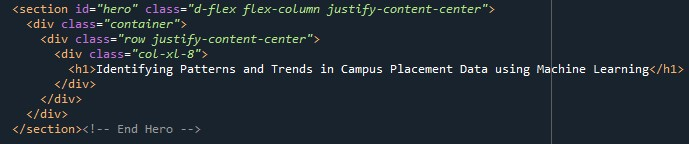 <section id="hero" class="d-flex flex-column justify-content-center">
<div class="container">
<div class="row justify-content-center">
<div class="col-xl-8">
<h1>Identifying Patterns and Trends in Campus Placement Data using Machine Learning</h1>
</div>
</div>
</div>
</section><!-- End Hero -->